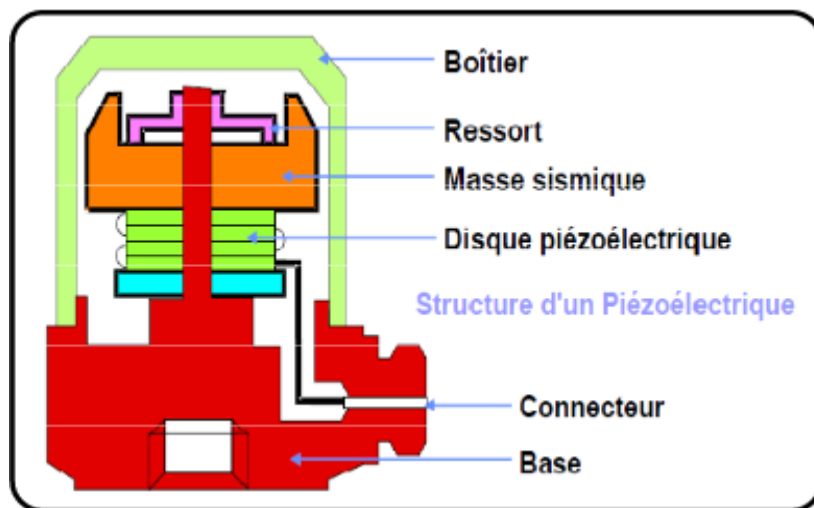 Boîtier
Ressort
Masse sismique
Disque piézoélectrique
Structure d'un Piézoélectrique
Connecteur
Base